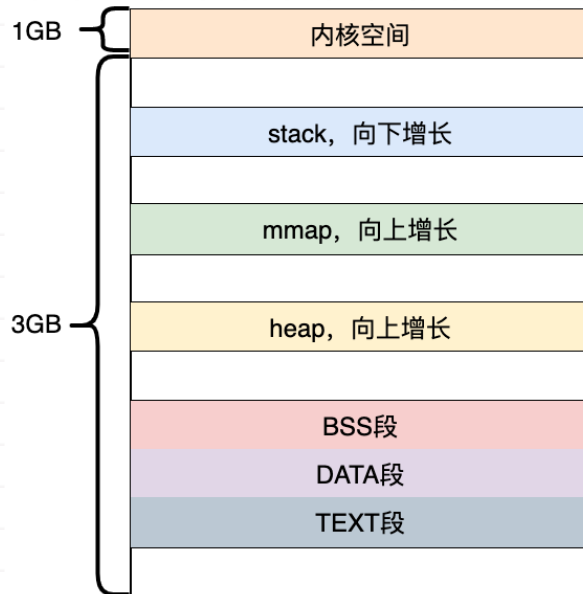 1GB
内核空间
stack，向下增长
mmap，向上增长
3GB
heap，向上增长
BSS段
DATA段
TEXT段